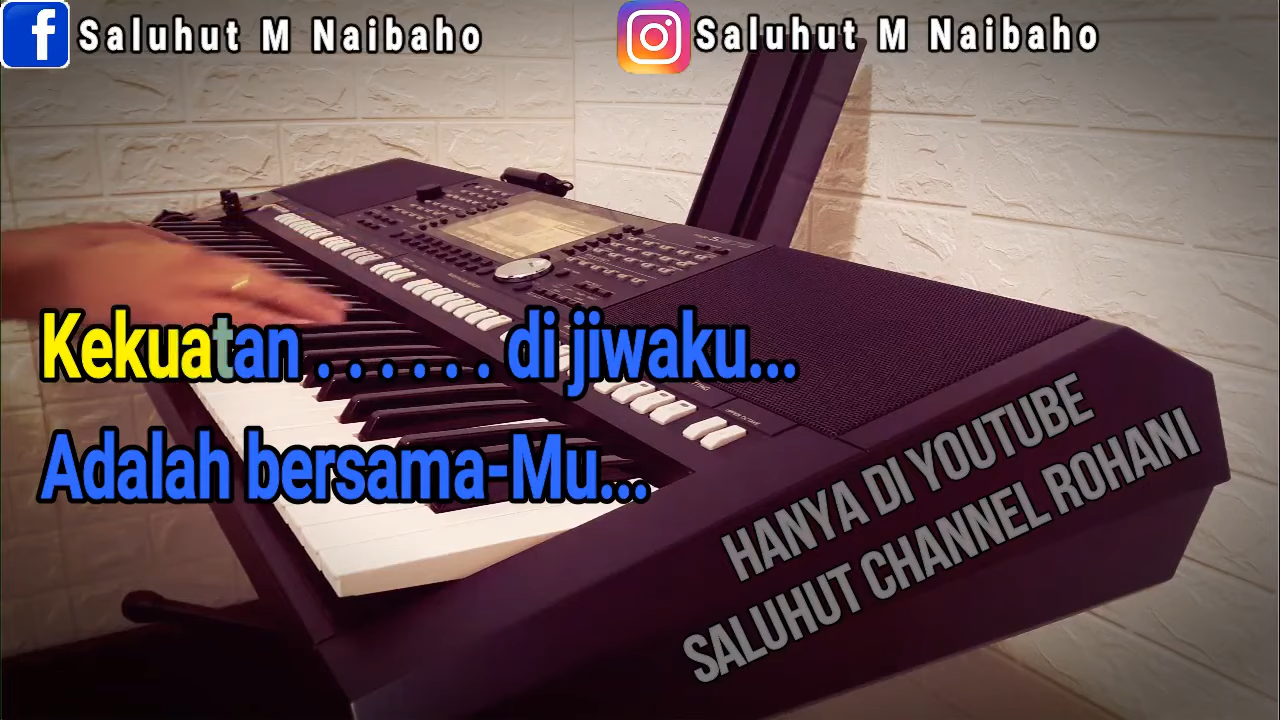 Saluhut M Naibaho
Saluhut M Naibaho
Kekuatan . . . . . . di jiwaku...
Adalah bersama-Mu...
HANYA DI YOUTUBE
SALUHUT CHANNEL ROHANI